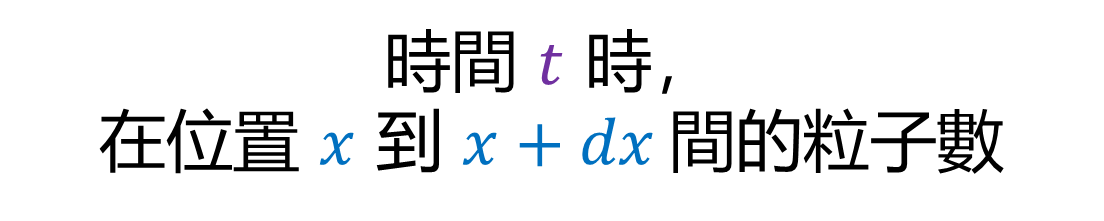 時間 t 時,
在位置 x 到 x + dx 間的粒子數